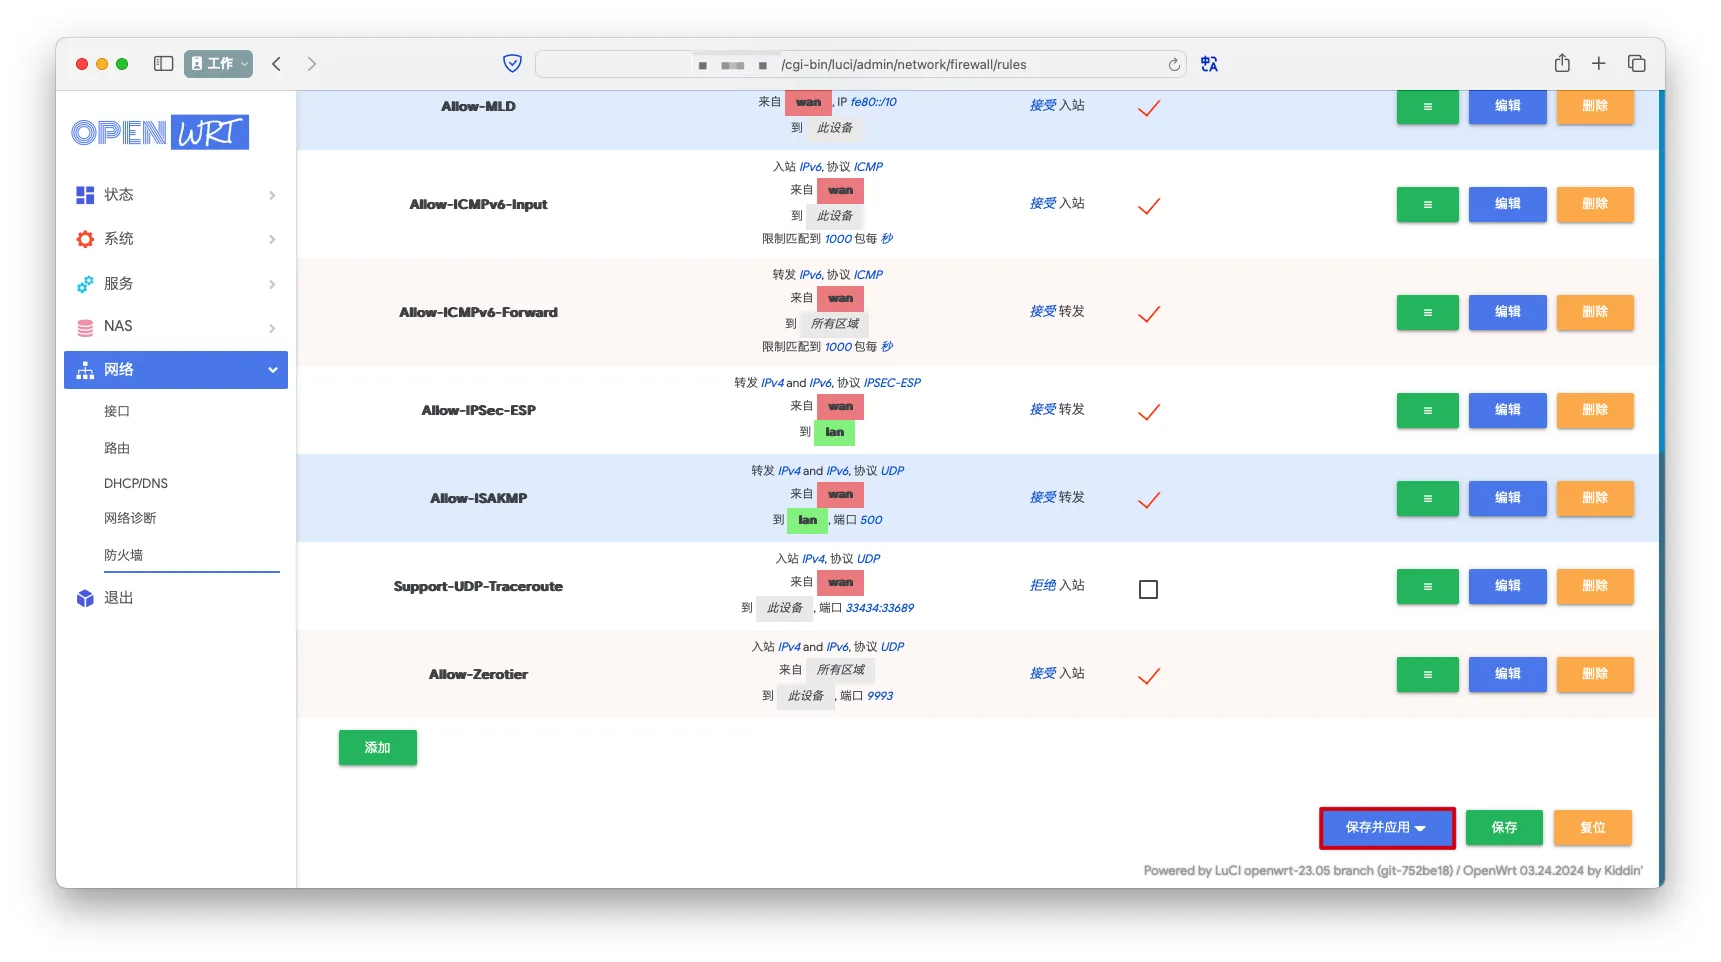 工作
/cgi-bin/luci/admin/network/firewall/rules
OPENWRT
状态
系统
服务
NAS
网络
接口
路由
DHCP/DNS
网络诊断
防火墙
退出
Allow-MLD
来自 wan, IP fe80::/10
到 此设备
接受 入站
编辑
删除
Allow-ICMPv6-Input
入站 IPv6, 协议 ICMP
来自 wan
到 此设备
限制匹配到 1000 包每 秒
接受 入站
编辑
删除
Allow-ICMPv6-Forward
转发 IPv6, 协议 ICMP
来自 wan
到 所有区域
限制匹配到 1000 包每 秒
接受 转发
编辑
删除
Allow-IPSec-ESP
转发 IPv4 and IPv6, 协议 IPSEC-ESP
来自 wan
到 lan
接受 转发
编辑
删除
Allow-ISAKMP
转发 IPv4 and IPv6, 协议 UDP
来自 wan
到 lan, 端口 500
接受 转发
编辑
删除
Support-UDP-Traceroute
入站 IPv4, 协议 UDP
来自 wan
到 此设备, 端口 33434:33689
拒绝 入站
编辑
删除
Allow-Zerotier
入站 IPv4 and IPv6, 协议 UDP
来自 所有区域
到 此设备, 端口 9993
接受 入站
编辑
删除
添加
保存并应用
保存
复位
Powered by LuCI openwrt-23.05 branch (git-752be18) / OpenWrt 03.24.2024 by Kiddin'